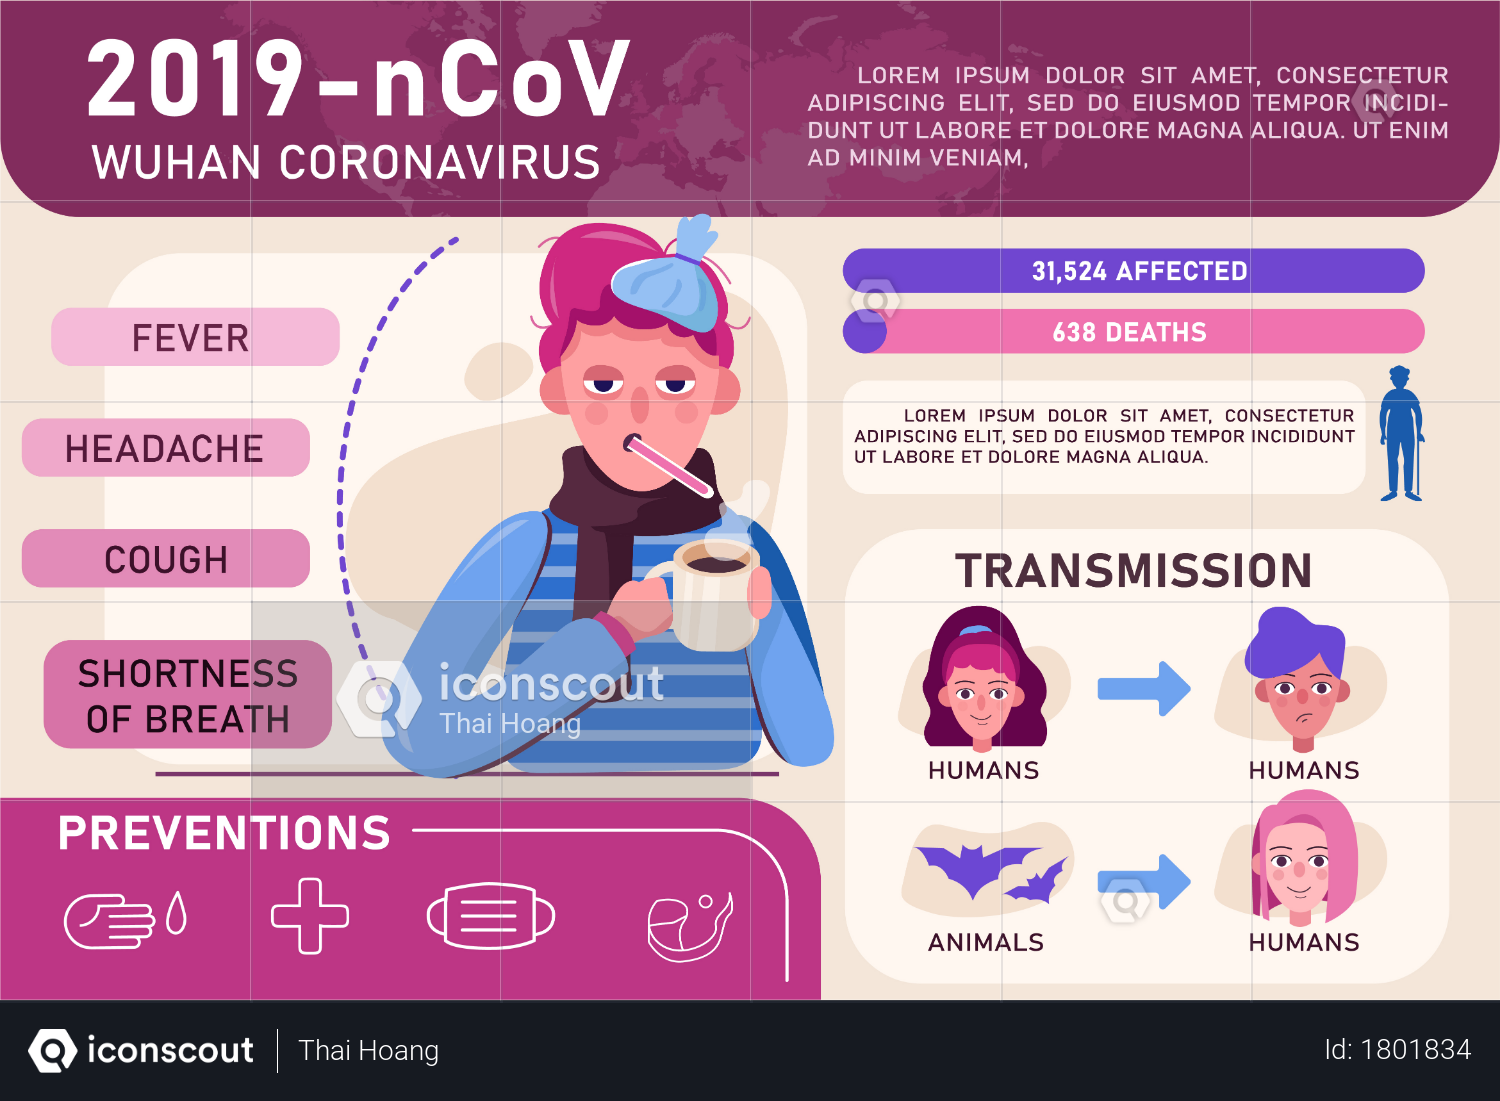 2019-nCoV
WUHAN CORONAVIRUS
LOREM IPSUM DOLOR SIT AMET, CONSECTETUR
ADIPISCING ELIT, SED DO EIUSMOD TEMPOR INCIDI-
DUNT UT LABORE ET DOLORE MAGNA ALIQUA. UT ENIM
AD MINIM VENIAM,
FEVER
HEADACHE
COUGH
SHORTNESS
OF BREATH
31,524 AFFECTED
638 DEATHS
LOREM IPSUM DOLOR SIT AMET, CONSECTETUR
ADIPISCING ELIT, SED DO EIUSMOD TEMPOR INCIDIDUNT
UT LABORE ET DOLORE MAGNA ALIQUA.
TRANSMISSION
HUMANS
HUMANS
ANIMALS
HUMANS
iconscout
Thai Hoang
PREVENTIONS
iconscout
Thai Hoang
Id: 1801834